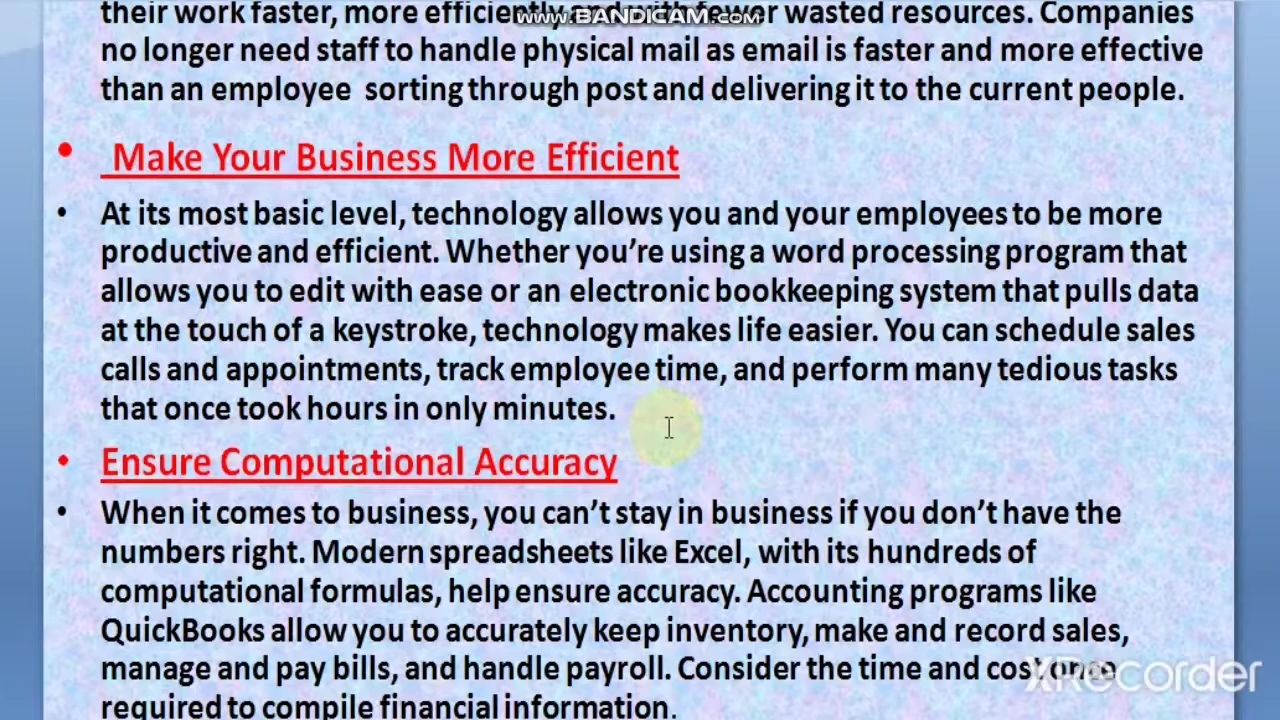 their work faster, more efficiently and with fewer wasted resources. Companies
www.BANDICAM.com
no longer need staff to handle physical mail as email is faster and more effective
than an employee sorting through post and delivering it to the current people.
• Make Your Business More Efficient
• At its most basic level, technology allows you and your employees to be more
productive and efficient. Whether you’re using a word processing program that
allows you to edit with ease or an electronic bookkeeping system that pulls data
at the touch of a keystroke, technology makes life easier. You can schedule sales
calls and appointments, track employee time, and perform many tedious tasks
that once took hours in only minutes.
• Ensure Computational Accuracy
• When it comes to business, you can’t stay in business if you don’t have the
numbers right. Modern spreadsheets like Excel, with its hundreds of
computational formulas, help ensure accuracy. Accounting programs like
QuickBooks allow you to accurately keep inventory, make and record sales,
manage and pay bills, and handle payroll. Consider the time and cost once
XRecorder
required to compile financial information.